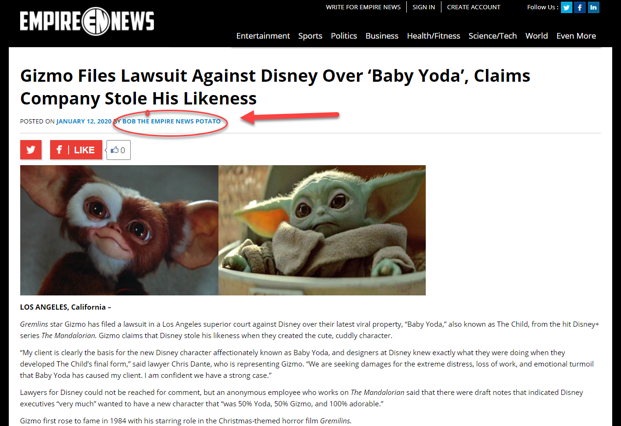 WRITE FOR EMPIRE NEWS | SIGN IN | CREATE ACCOUNT Follow Us :
EMPIRE EN NEWS
Entertainment Sports Politics Business Health/Fitness Science/Tech World Even More
Gizmo Files Lawsuit Against Disney Over ‘Baby Yoda’, Claims
Company Stole His Likeness
POSTED ON JANUARY 12, 2020 BY BOB THE EMPIRE NEWS POTATO
f | LIKE 0
LOS ANGELES, California –
Gremlins star Gizmo has filed a lawsuit in a Los Angeles superior court against Disney over their latest viral property, “Baby Yoda,” also known as The Child, from the hit Disney+
series The Mandalorian. Gizmo claims that Disney stole his likeness when they created the cute, cuddly character.
“My client is clearly the basis for the new Disney character affectionately known as Baby Yoda, and designers at Disney knew exactly what they were doing when they
developed The Child’s final form,” said lawyer Chris Dante, who is representing Gizmo. “We are seeking damages for the extreme distress, loss of work, and emotional turmoil
that Baby Yoda has caused my client. I am confident we have a strong case.”
Lawyers for Disney could not be reached for comment, but an anonymous employee who works on The Mandalorian said that there were draft notes that indicated Disney
executives “very much” wanted to have a new character that “was 50% Yoda, 50% Gizmo, and 100% adorable.”
Gizmo first rose to fame in 1984 with his starring role in the Christmas-themed horror film Gremilins.